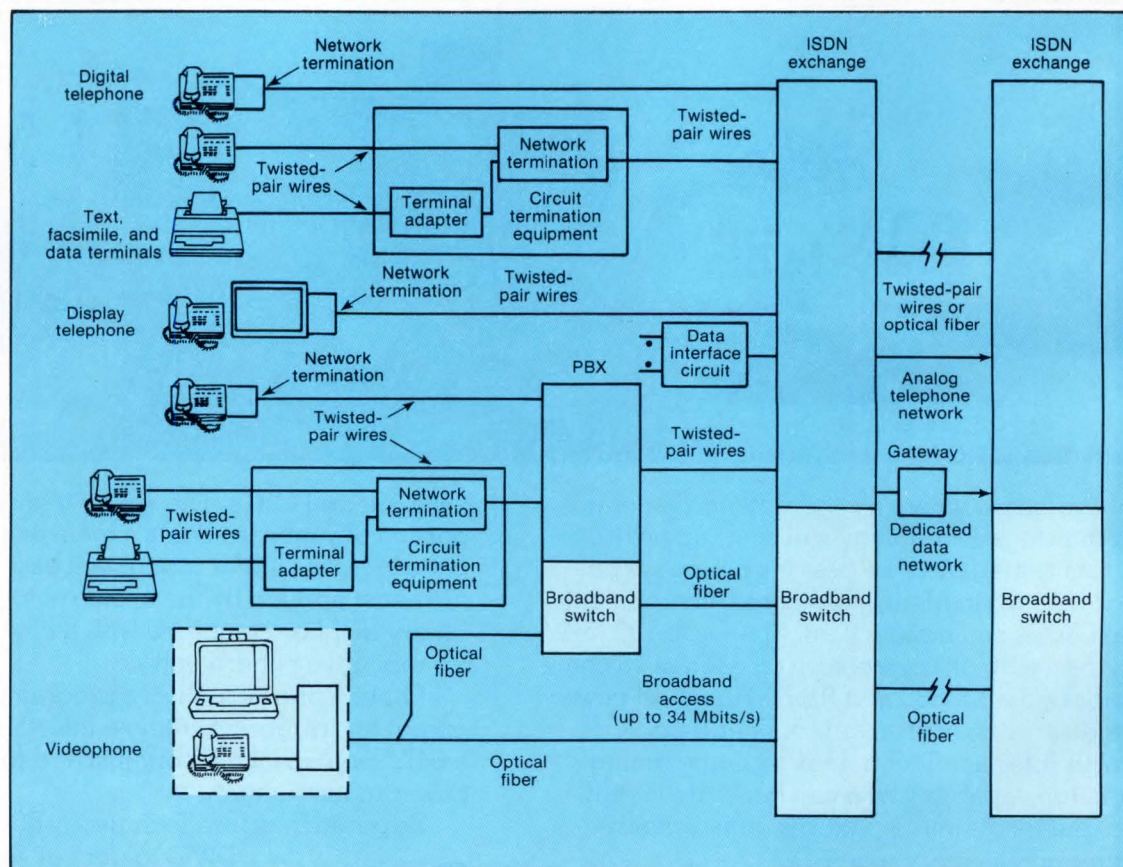 ISDN
exchange
ISDN
exchange
Network
termination
Digital
telephone
Twisted-
pair wires
Network
termination
Twisted-
pair wires
Terminal
adapter
Circuit
termination
equipment
Text,
facsimile, and
data terminals
Network
termination
Twisted-
pair wires
Display
telephone
Twisted-pair
wires or
optical fiber
Data
interface
circuit
PBX
Network
termination
Analog
telephone
network
Twisted-
pair wires
Twisted-
pair wires
Gateway
Network
termination
Twisted-
pair wires
Terminal
adapter
Circuit
termination
equipment
Dedicated
data
network
Broadband
switch
Optical
fiber
Broadband
switch
Broadband
switch
Optical
fiber
Broadband
access
(up to 34 Mbits/s)
Optical
fiber
Videophone
Optical
fiber